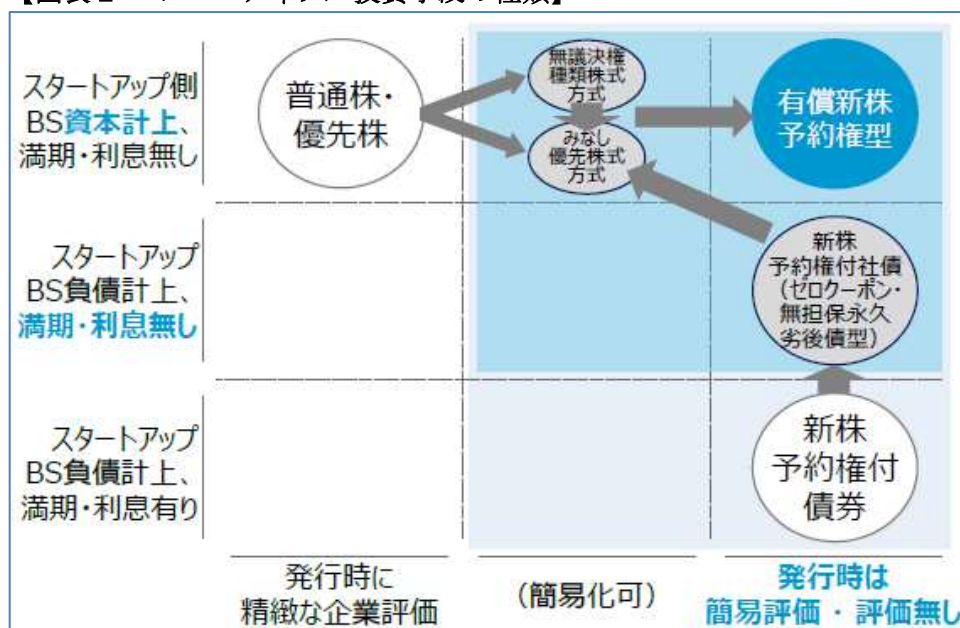 スタートアップ側
BS資本計上、
満期・利息無し
普通株・
優先株
無議決権
種類株式
方式
みなし
優先株式
方式
有償新株
予約権型
スタートアップ
BS負債計上、
満期・利息無し
新株
予約権付社債
（ゼロクーポン・
無担保永久
劣後債型）
スタートアップ
BS負債計上、
満期・利息有り
新株
予約権付
債券
発行時に
精緻な企業評価
（簡易化可）
発行時は
簡易評価・評価無し